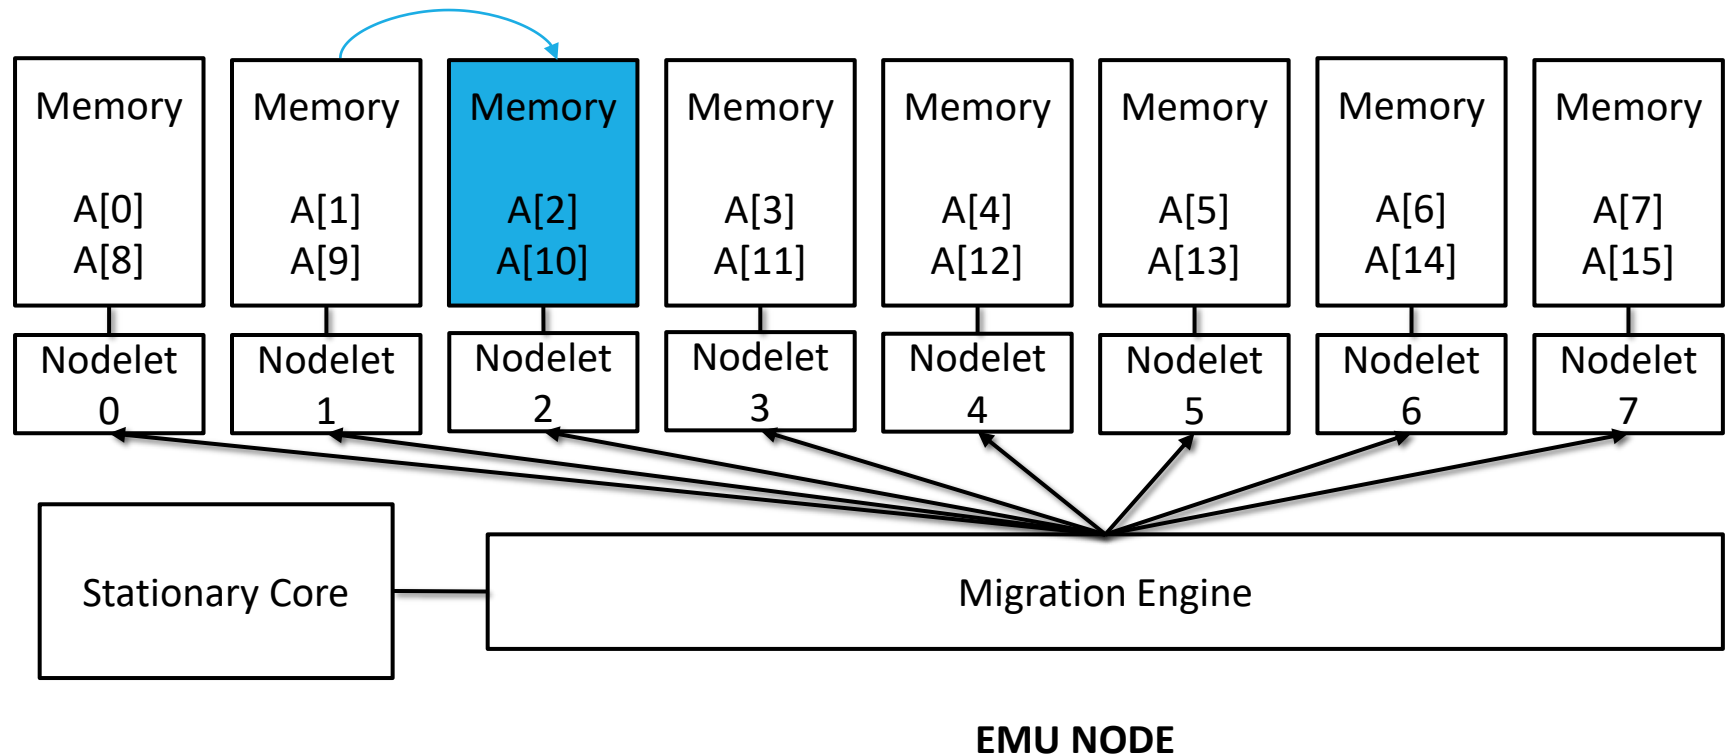 Memory
A[0]
A[8]
Nodelet
0
Memory
A[1]
A[9]
Nodelet
1
Memory
A[2]
A[10]
Nodelet
2
Memory
A[3]
A[11]
Nodelet
3
Memory
A[4]
A[12]
Nodelet
4
Memory
A[5]
A[13]
Nodelet
5
Memory
A[6]
A[14]
Nodelet
6
Memory
A[7]
A[15]
Nodelet
7
Stationary Core
Migration Engine
EMU NODE